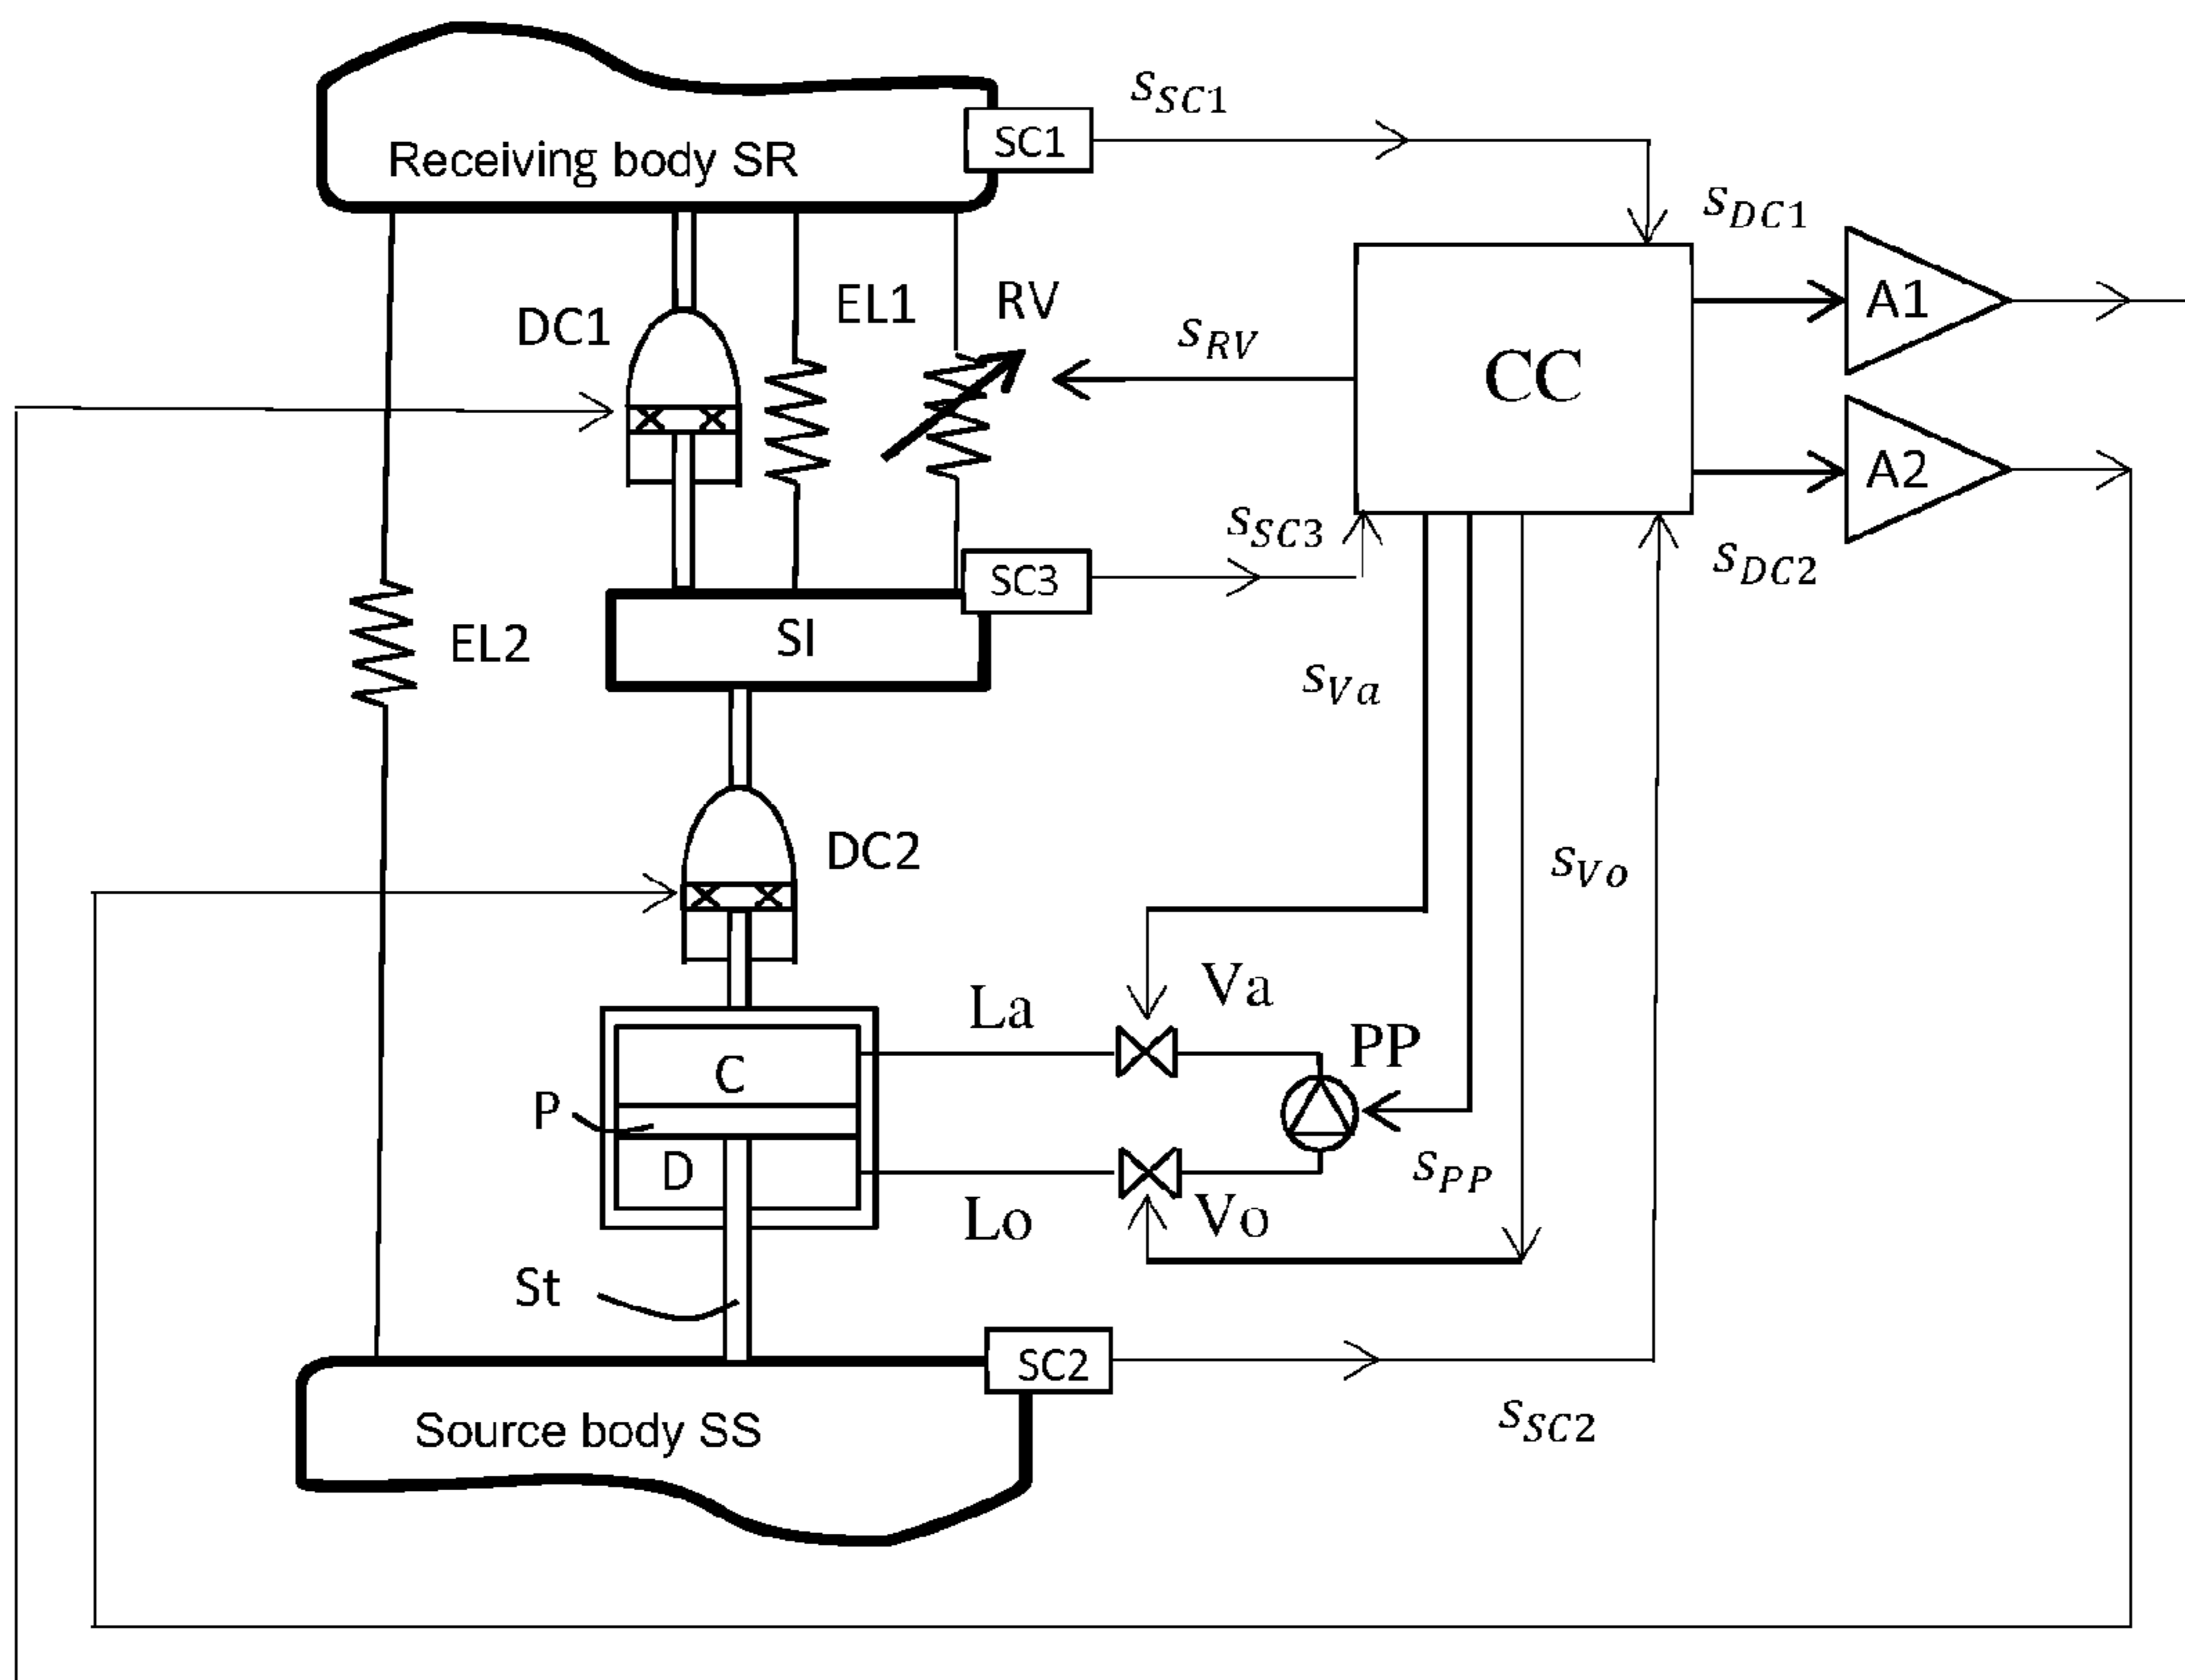 s_SC1
SC1
Receiving body SR
s_DC1
EL1
RV
DC1
s_RV
CC
A1
A2
s_SC3
SC3
s_DC2
SI
EL2
s_Va
DC2
s_Vo
Va
La
PP
C
P
D
s_PP
Lo
Vo
St
SC2
s_SC2
Source body SS